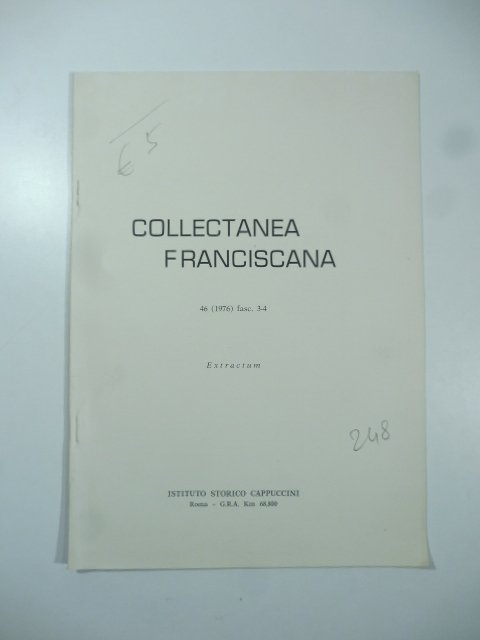 € 5
COLLECTANEA
FRANCISCANA
46 (1976) fasc. 3-4
Extractum
248
ISTITUTO STORICO CAPPUCCINI
Roma - G.R.A. Km 68,800